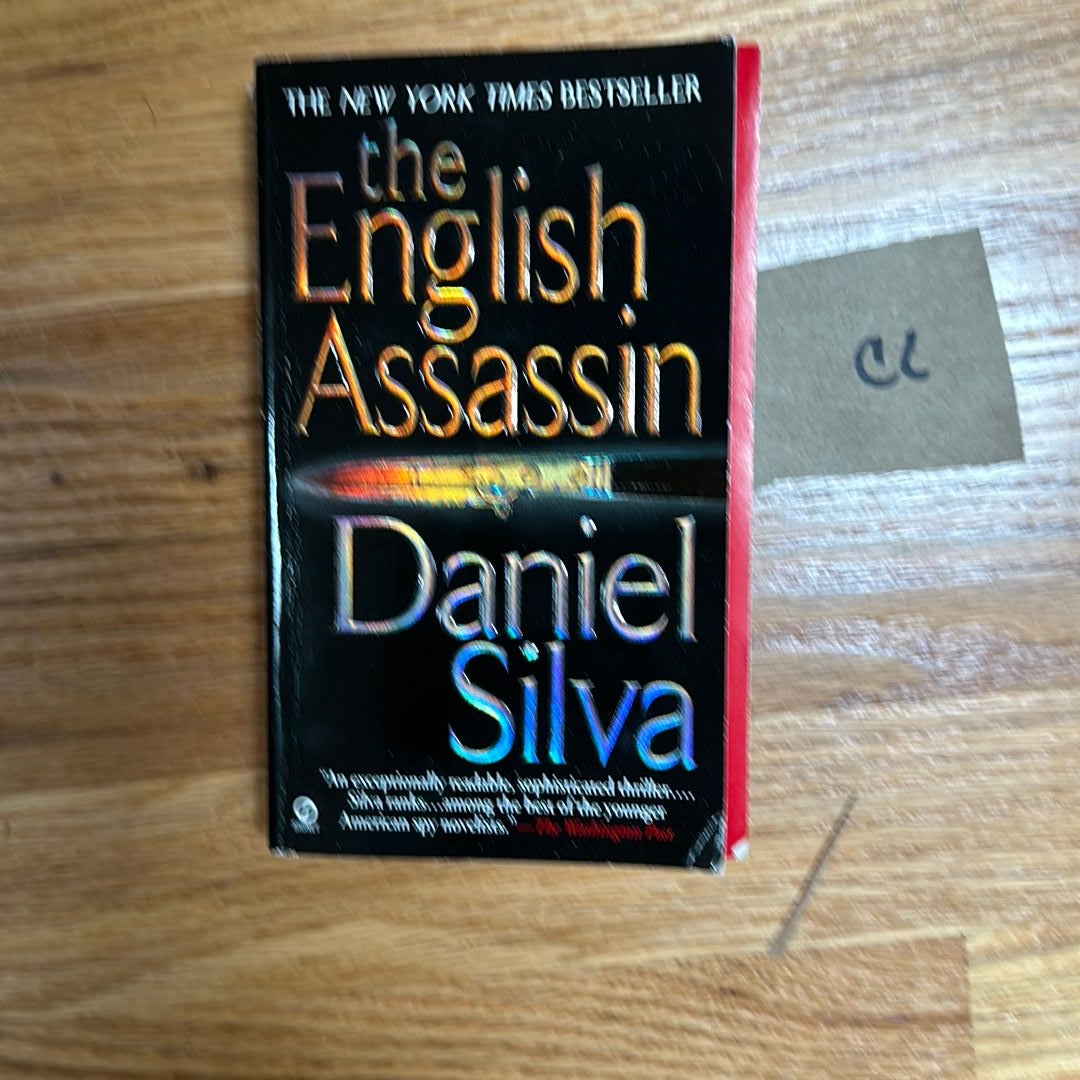 THE NEW YORK TIMES BESTSELLER
the
English
Assassin
Daniel
Silva
"An exceptionally readable, sophisticated thriller....
Silva ranks...among the best of the younger
American spy novelists." — The Washington Post